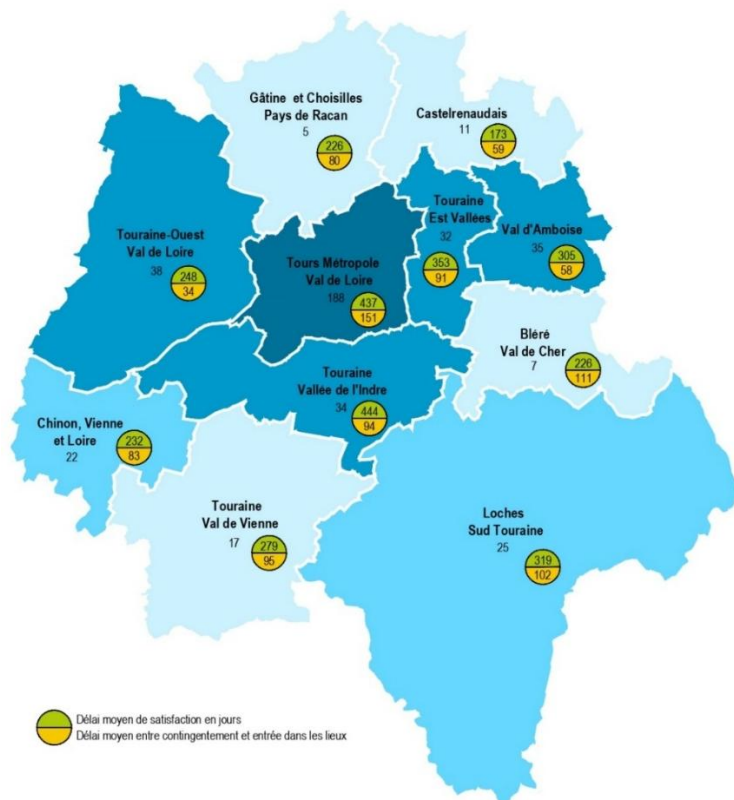 Gâtine et Choisilles
Pays de Racan
5
226
80
Castelrenaudais
11
173
59
Touraine-Ouest
Val de Loire
38
248
34
Tours Métropole
Val de Loire
188
437
151
Touraine
Est Vallées
32
353
91
Val d'Amboise
35
305
58
Bléré
Val de Cher
7
226
111
Touraine
Vallée de l'Indre
34
444
94
Chinon, Vienne
et Loire
22
232
83
Touraine
Val de Vienne
17
279
95
Loches
Sud Touraine
25
319
102
Délai moyen de satisfaction en jours
Délai moyen entre contingentement et entrée dans les lieux